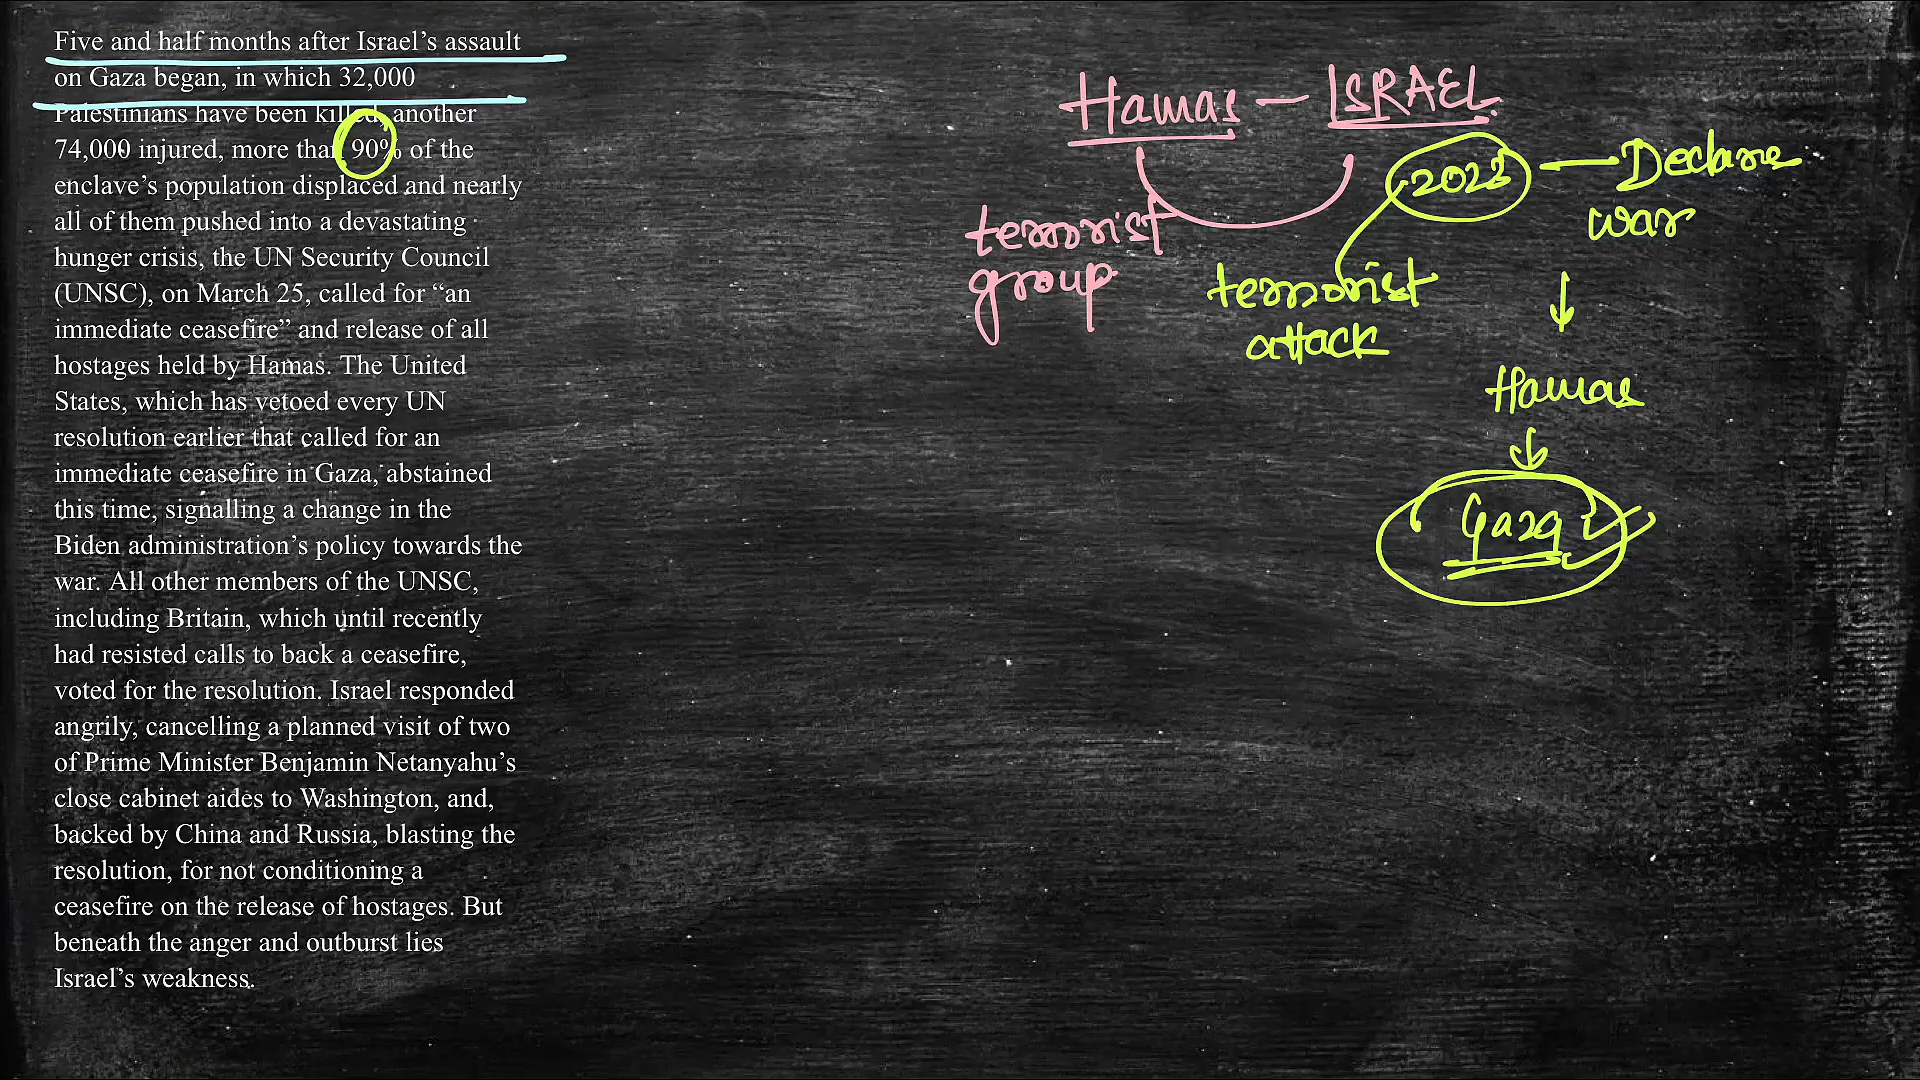 Five and half months after Israel’s assault
on Gaza began, in which 32,000
Palestinians have been killed, another
74,000 injured, more than 90% of the
enclave’s population displaced and nearly
all of them pushed into a devastating
hunger crisis, the UN Security Council
(UNSC), on March 25, called for “an
immediate ceasefire” and release of all
hostages held by Hamas. The United
States, which has vetoed every UN
resolution earlier that called for an
immediate ceasefire in Gaza, abstained
this time, signalling a change in the
Biden administration’s policy towards the
war. All other members of the UNSC,
including Britain, which until recently
had resisted calls to back a ceasefire,
voted for the resolution. Israel responded
angrily, cancelling a planned visit of two
of Prime Minister Benjamin Netanyahu’s
close cabinet aides to Washington, and,
backed by China and Russia, blasting the
resolution, for not conditioning a
ceasefire on the release of hostages. But
beneath the anger and outburst lies
Israel’s weakness.
Hamas - ISRAEL
terrorist
group
2023 - Declare
war
terrorist
attack
Hamas
Gaza